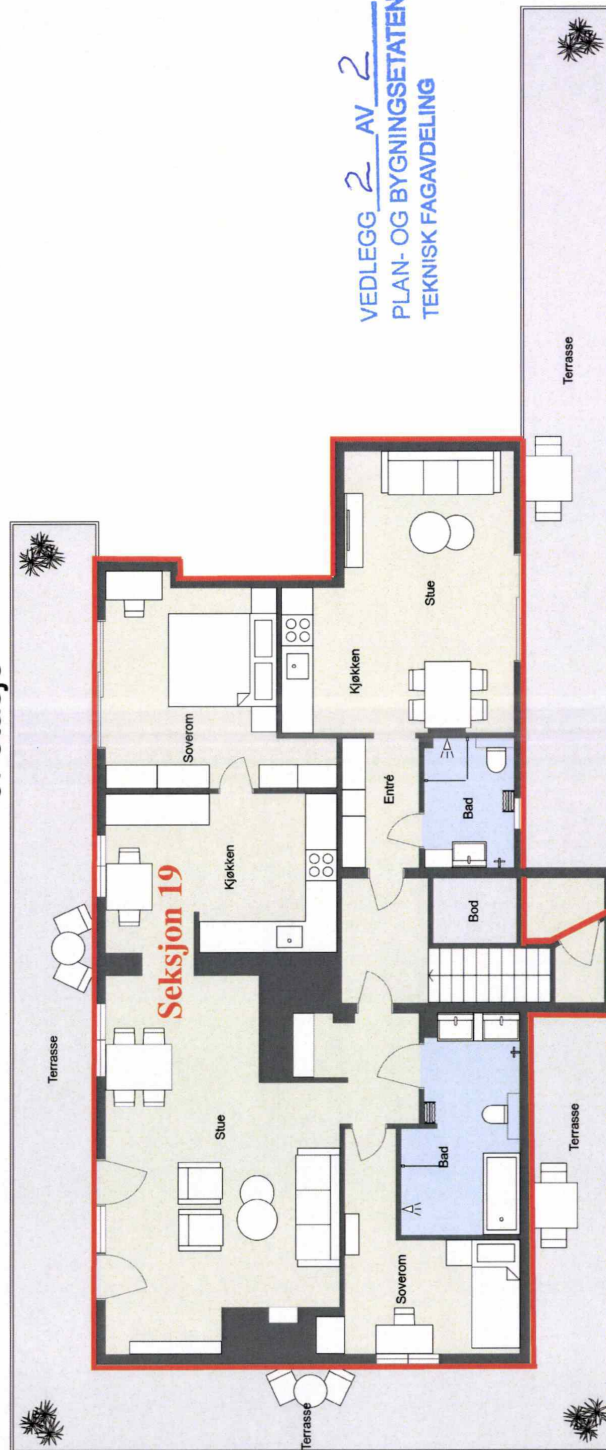 etasje
VEDLEGG 2 AV 2
PLAN- OG BYGNINGSETATEN
TEKNISK FAGAVDELING
Terrasse
Seksjon 19
Soverom
Kjøkken
Kjøkken
Stue
Stue
Entré
Bad
Bod
Bad
Soverom
Terrasse
Terrasse
Terrasse